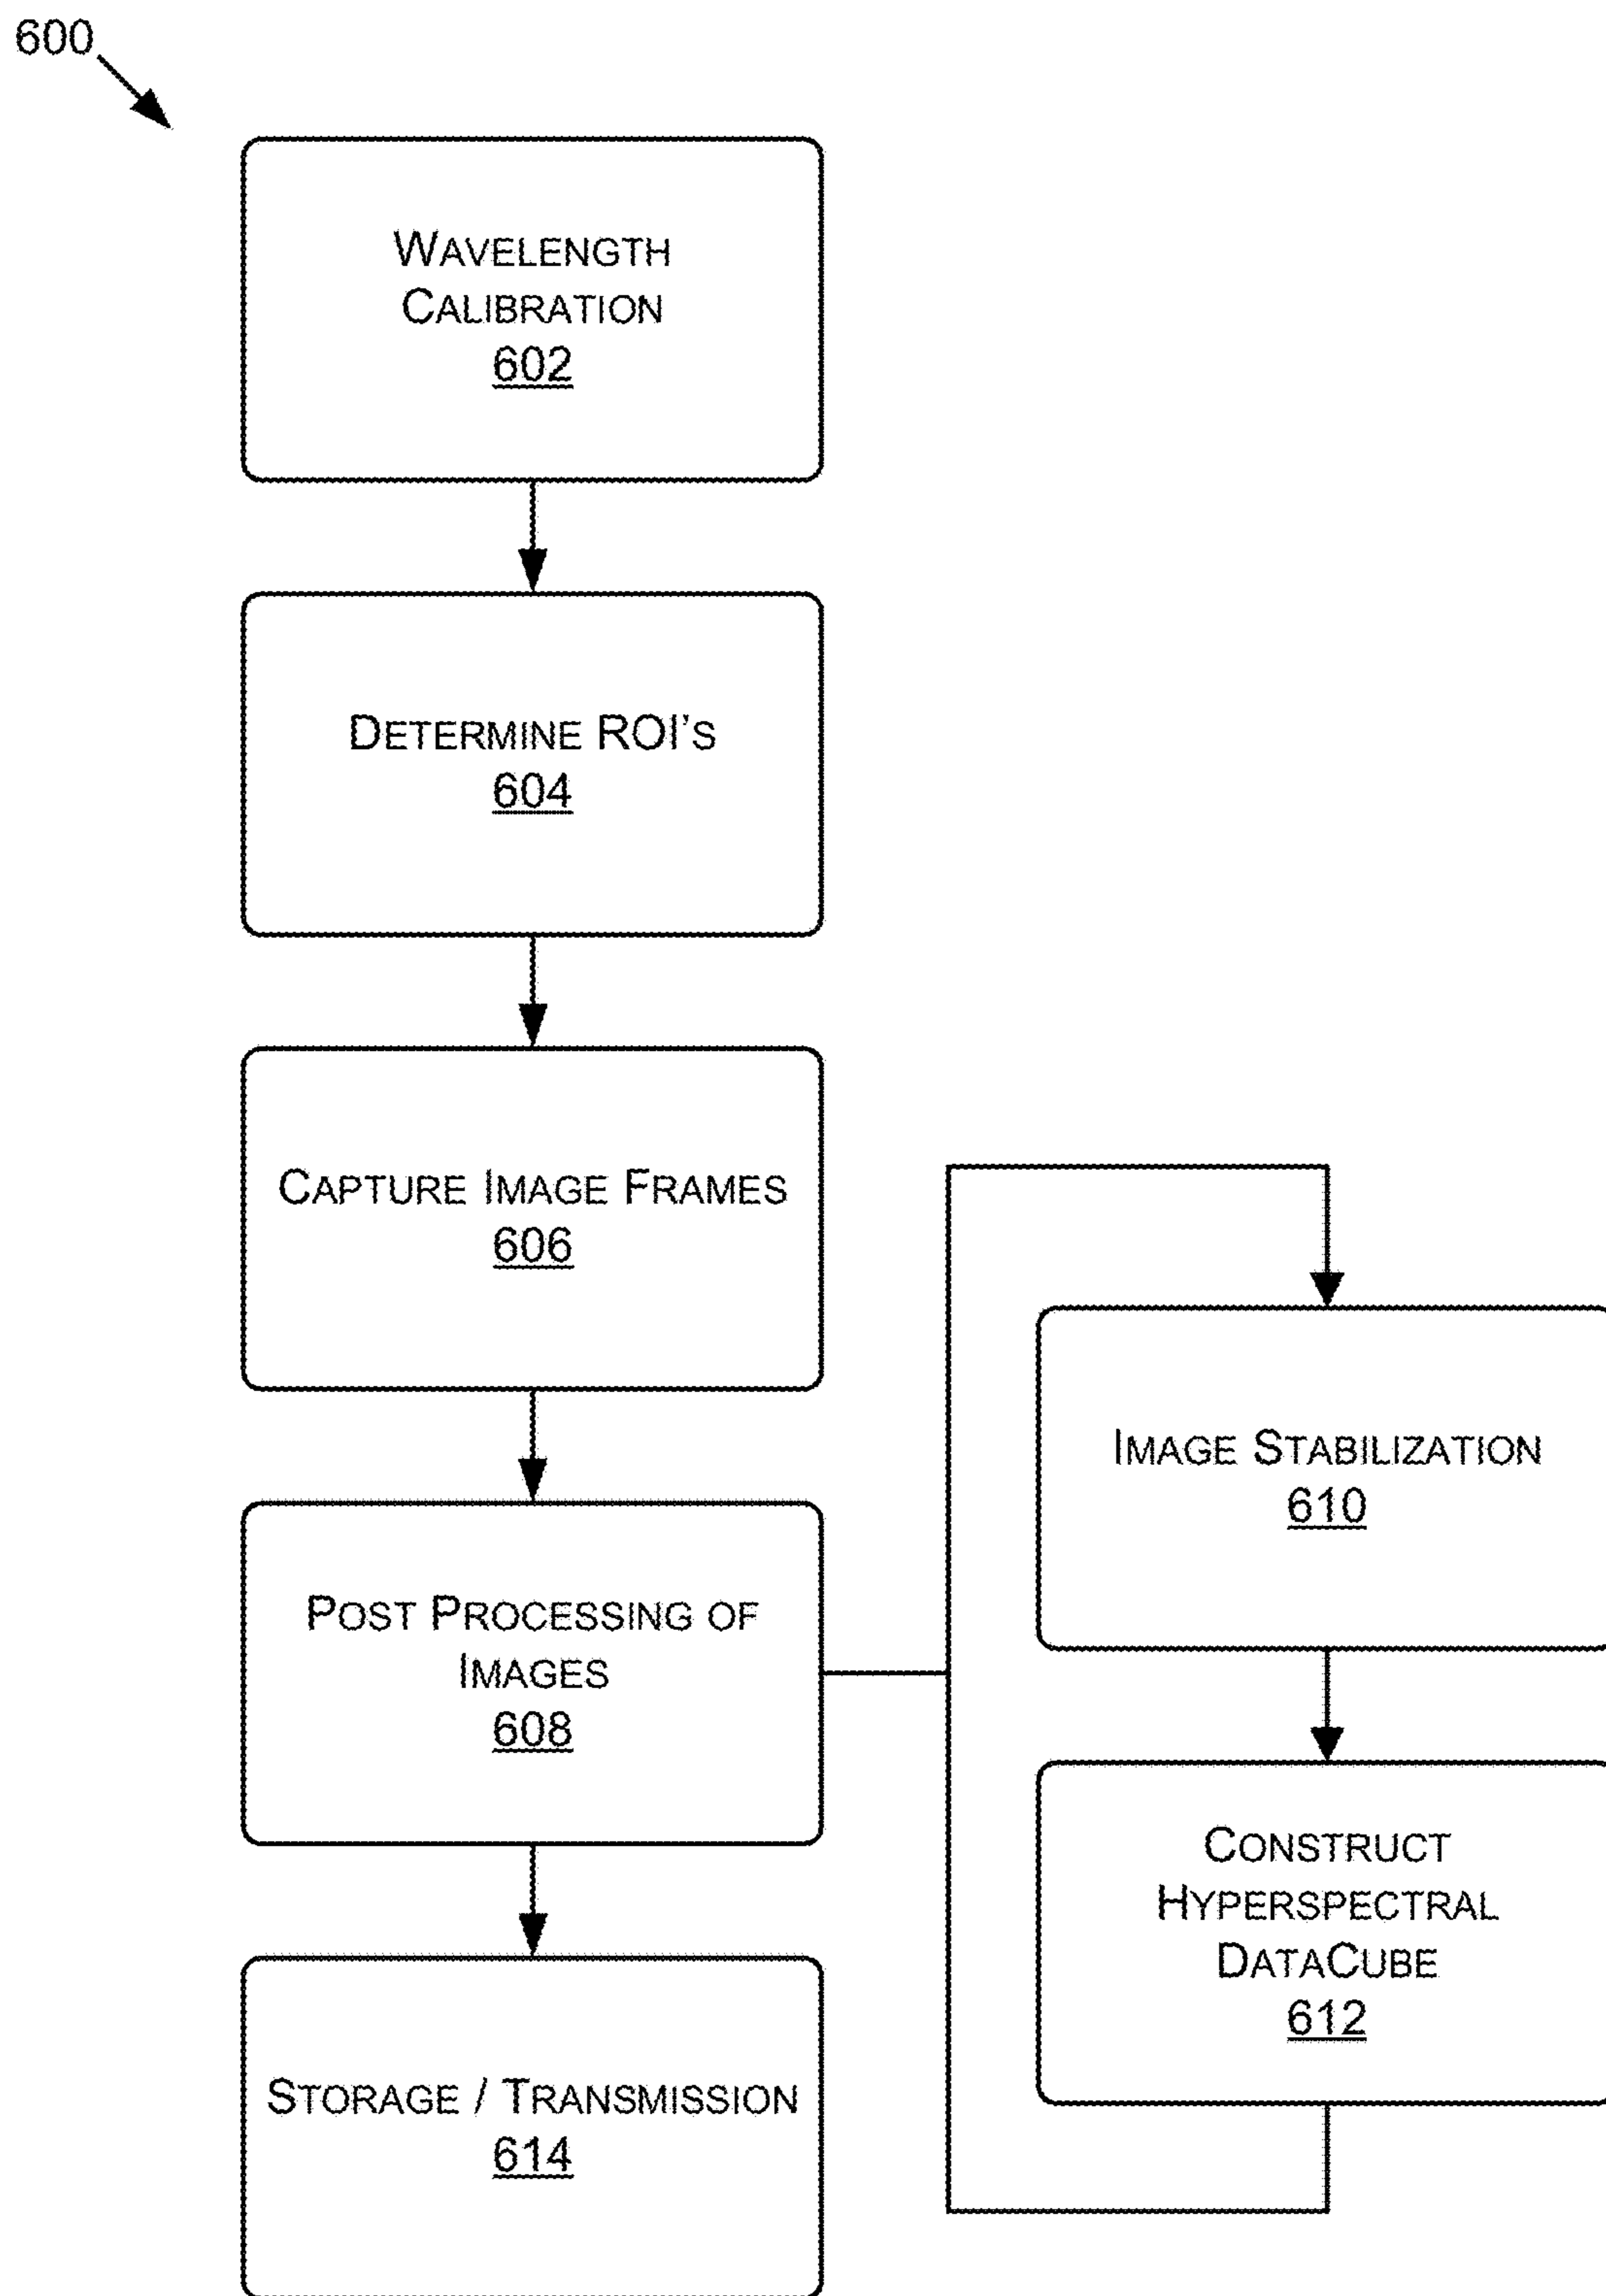 600
WAVELENGTH
CALIBRATION
602
DETERMINE ROI'S
604
CAPTURE IMAGE FRAMES
606
POST PROCESSING OF
IMAGES
608
STORAGE / TRANSMISSION
614
IMAGE STABILIZATION
610
CONSTRUCT
HYPERSPECTRAL
DATACUBE
612